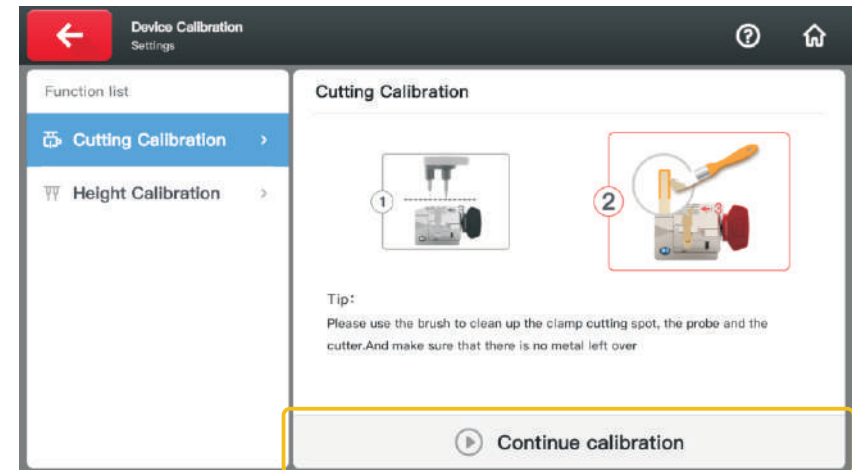 Device Calibration
Settings
Function list
Cutting Calibration
Height Calibration
Cutting Calibration
1
2
3
Tip:
Please use the brush to clean up the clamp cutting spot, the probe and the
cutter.And make sure that there is no metal left over
Continue calibration